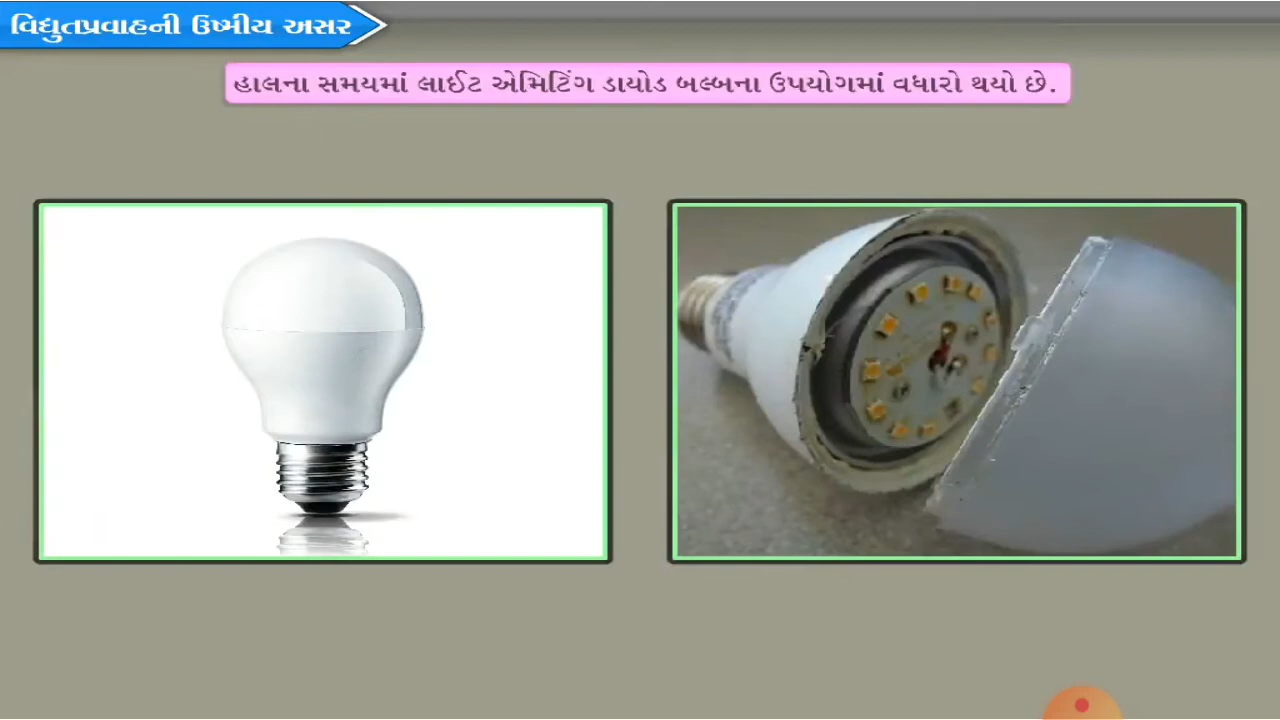 વિદ્યુતપ્રવાહની ઉષ્મીય અસર
હાલના સમયમાં લાઈટ એમિટિંગ ડાયોડ બલ્બના ઉપયોગમાં વધારો થયો છે.